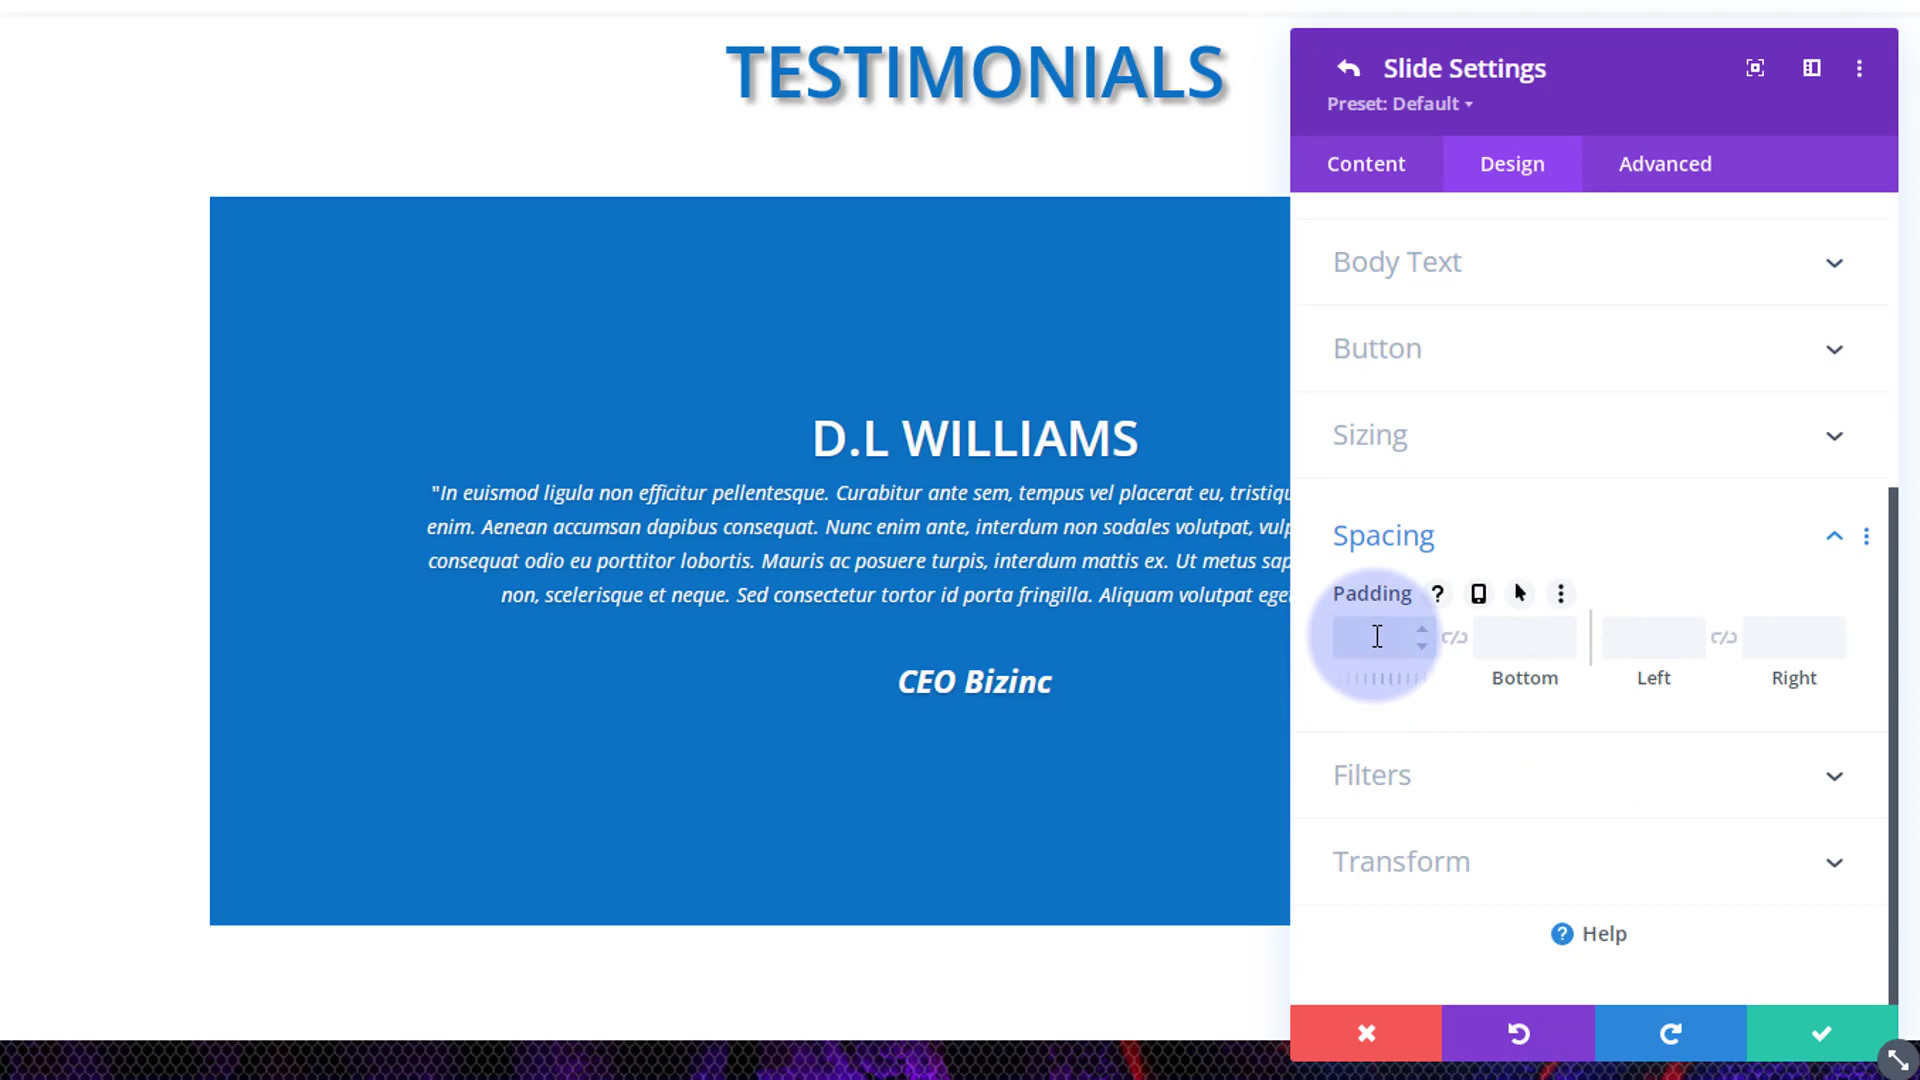 TESTIMONIALS
D.L WILLIAMS
"In euismod ligula non efficitur pellentesque. Curabitur ante sem, tempus vel placerat eu,
enim. Aenean accumsan dapibus consequat. Nunc enim ante, interdum non sodales volutpat,
consequat odio eu porttitor lobortis. Mauris ac posuere turpis, interdum mattis ex. Ut metus
non, scelerisque et neque. Sed consectetur tortor id porta fringilla. Aliquam volutpat
CEO Bizinc
Slide Settings
Preset: Default
Content
Design
Advanced
Body Text
Button
Sizing
Spacing
Padding ?
Bottom
Left
Right
Filters
Transform
? Help